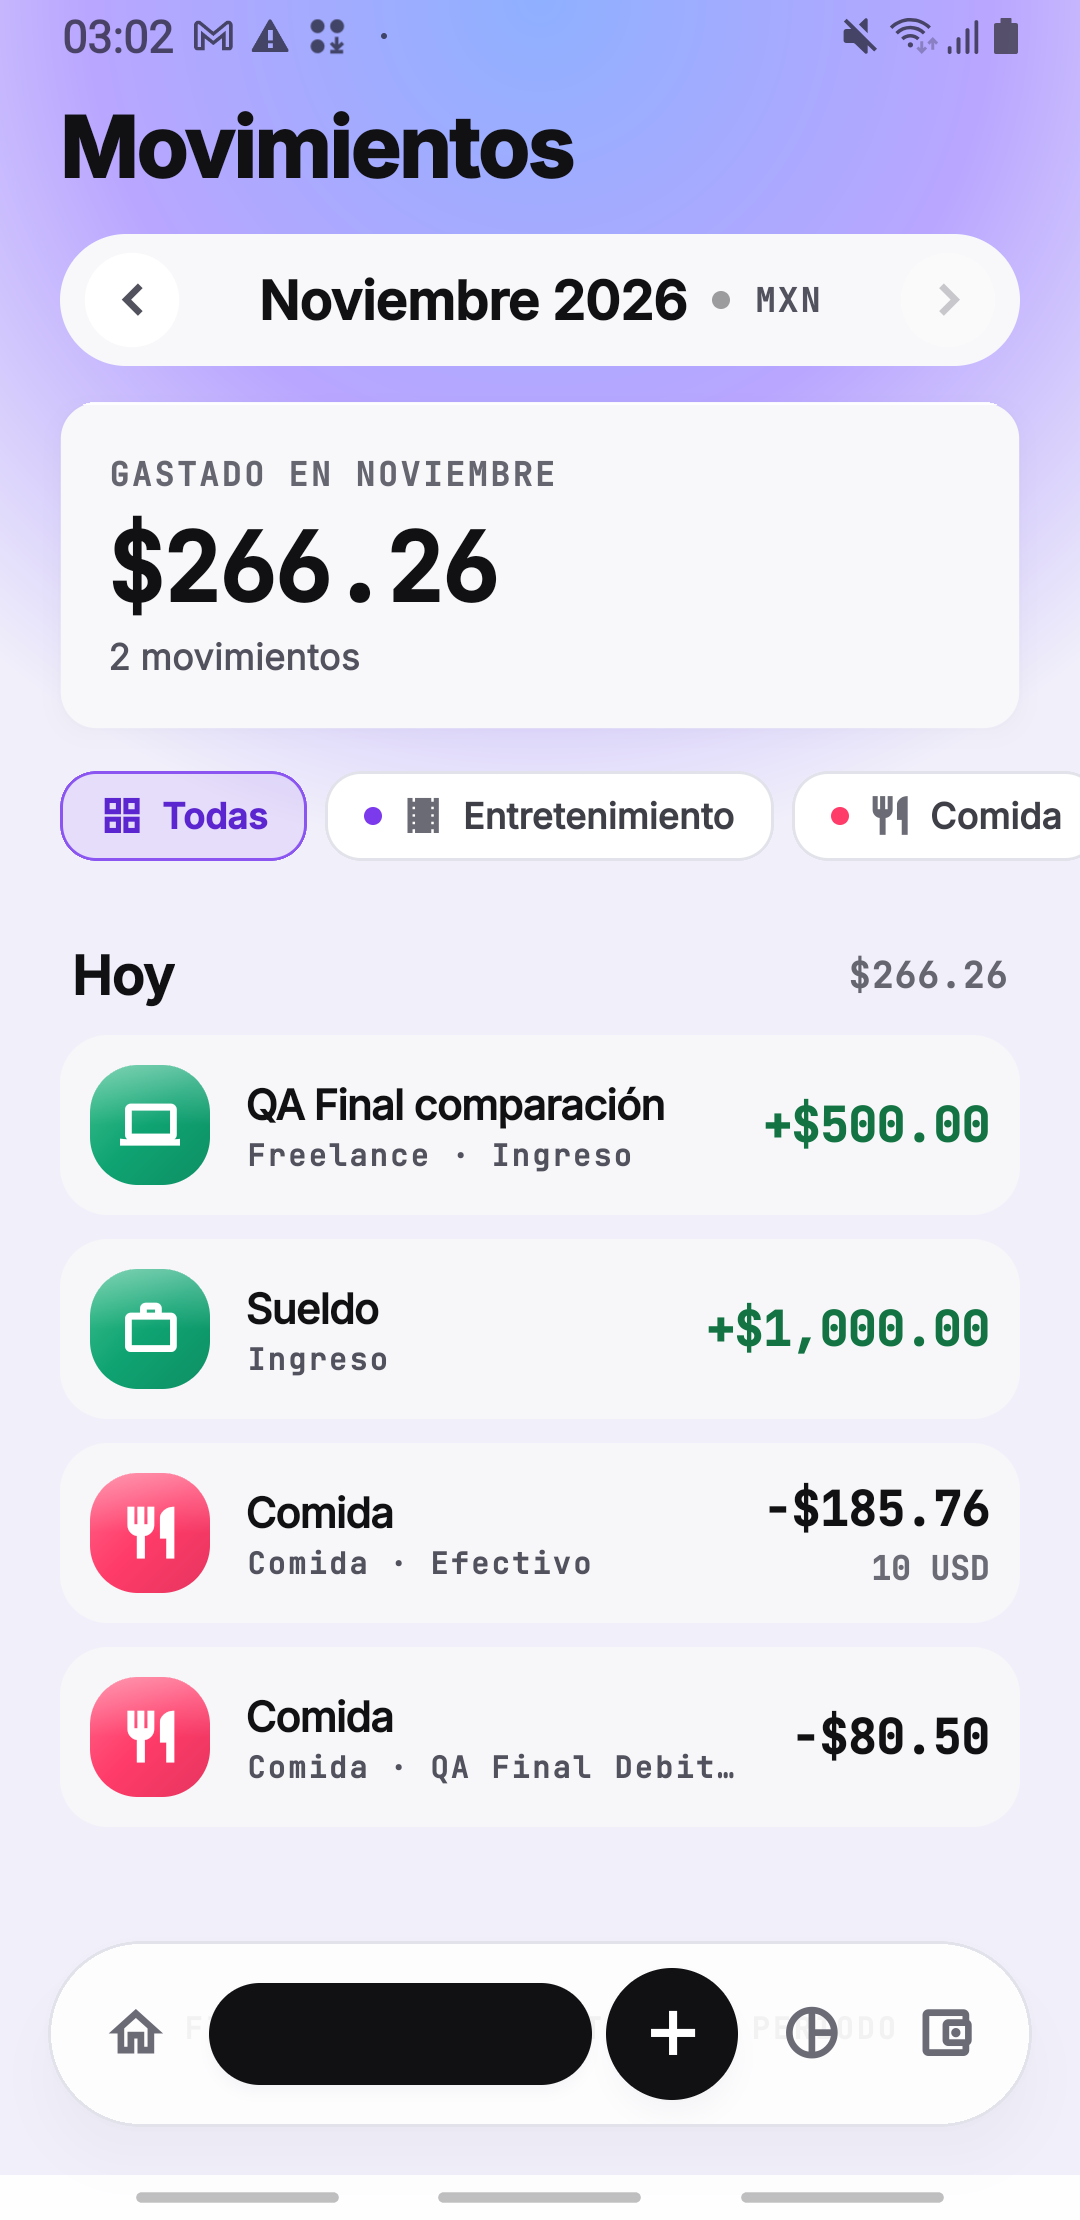 03:02
Movimientos
Noviembre 2026 • MXN
GASTADO EN NOVIEMBRE
$266.26
2 movimientos
Todas
Entretenimiento
Comida
Hoy
$266.26
QA Final comparación
Freelance · Ingreso
+$500.00
Sueldo
Ingreso
+$1,000.00
Comida
Comida · Efectivo
-$185.76
10 USD
Comida
Comida · QA Final Debit…
-$80.50